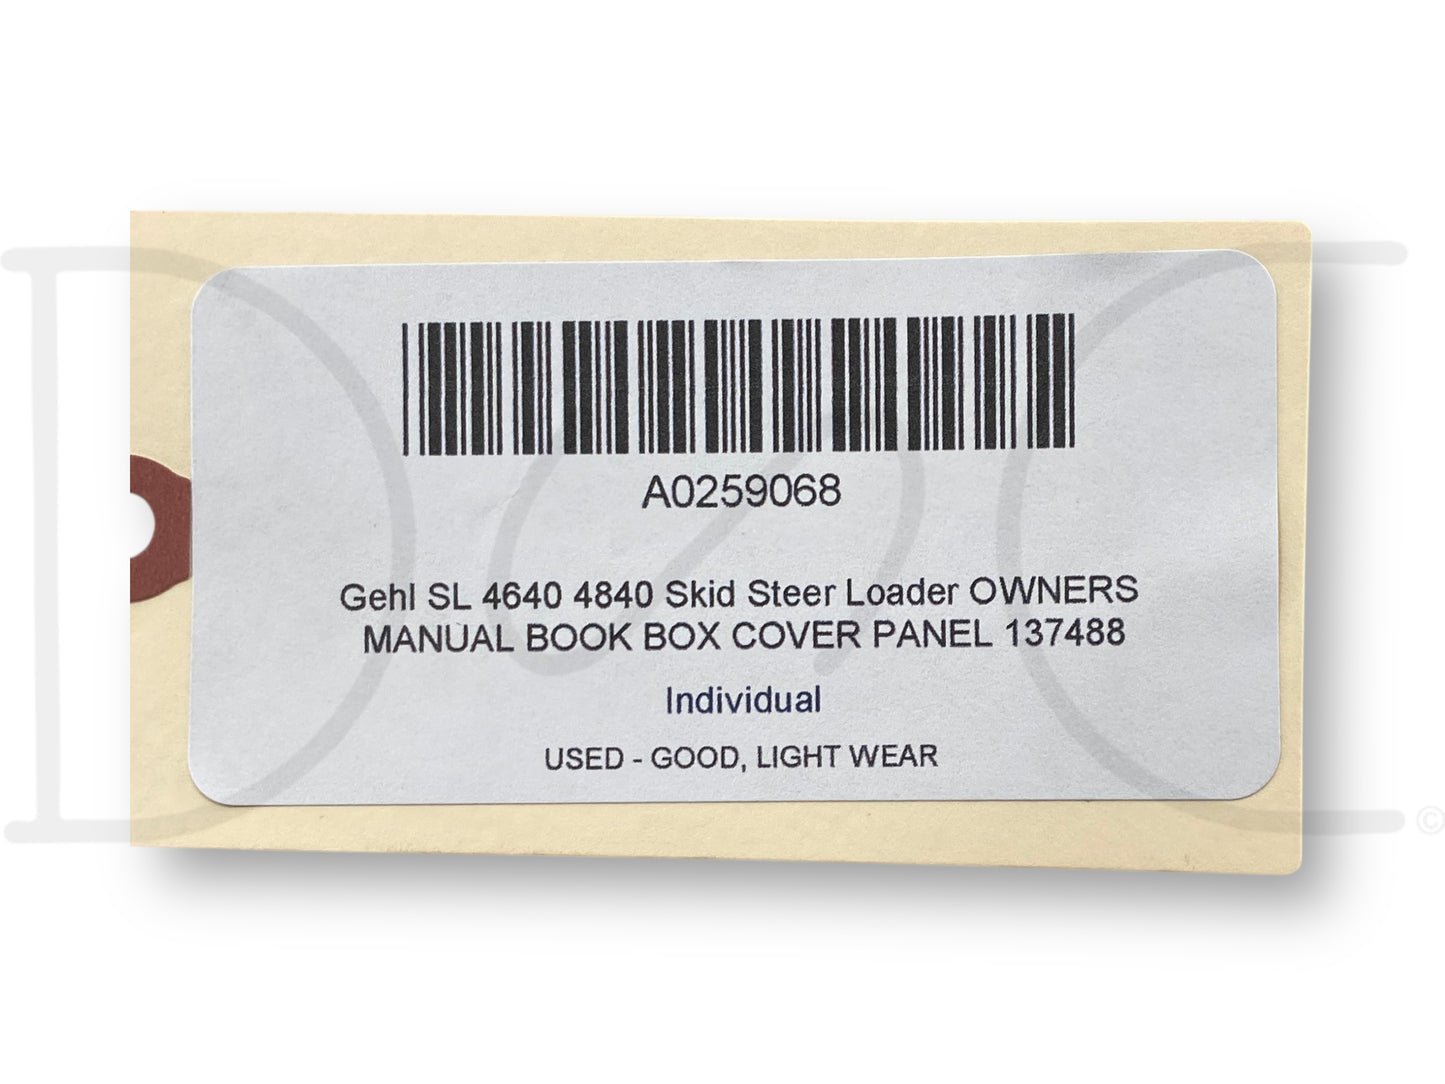 A0259068
Gehl SL 4640 4840 Skid Steer Loader OWNERS
MANUAL BOOK BOX COVER PANEL 137488
Individual
USED - GOOD, LIGHT WEAR
©